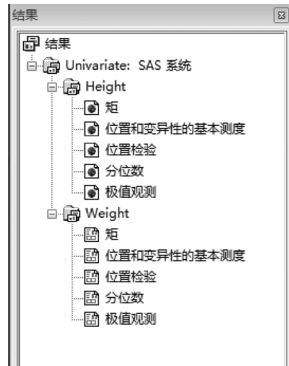 结果
结果
Univariate: SAS 系统
Height
矩
位置和变异性的基本测度
位置检验
分位数
极值观测
Weight
矩
位置和变异性的基本测度
位置检验
分位数
极值观测